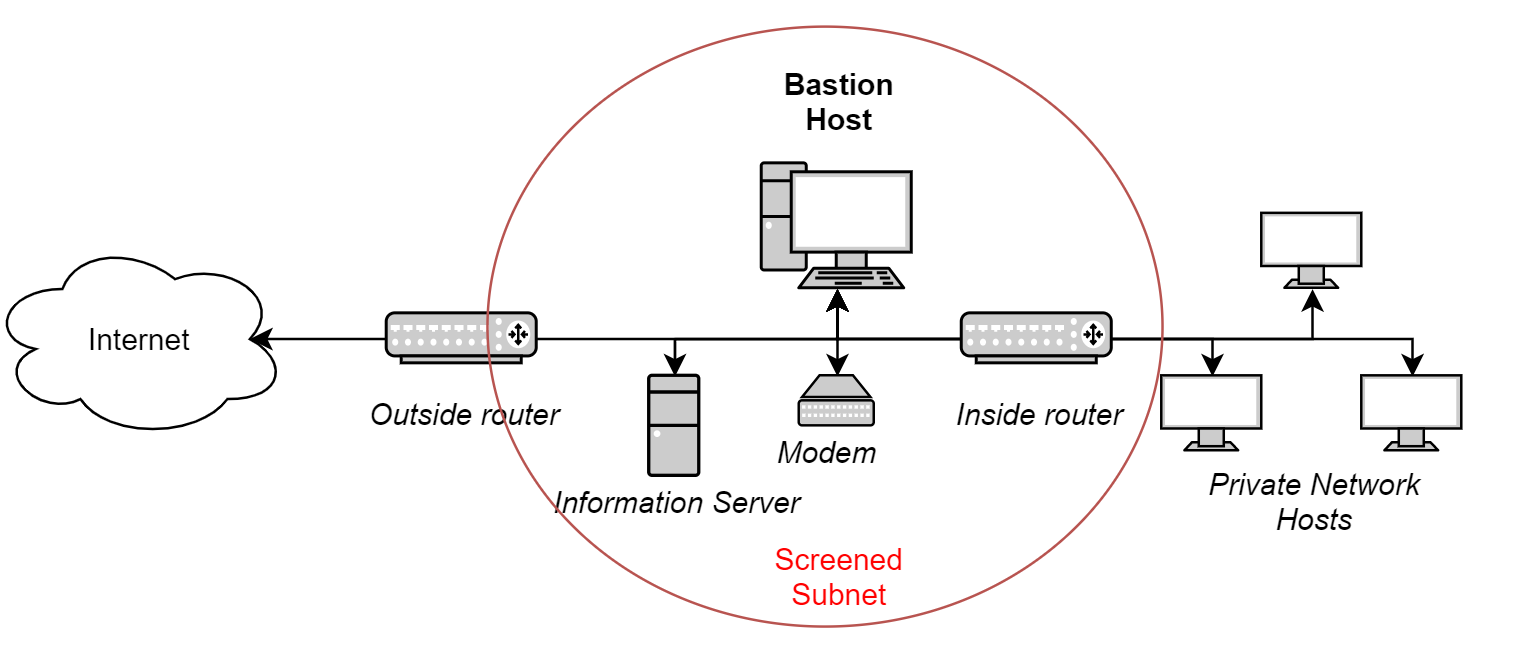 Bastion
Host
Internet
Outside router
Inside router
Modem
Information Server
Private Network
Hosts
Screened
Subnet